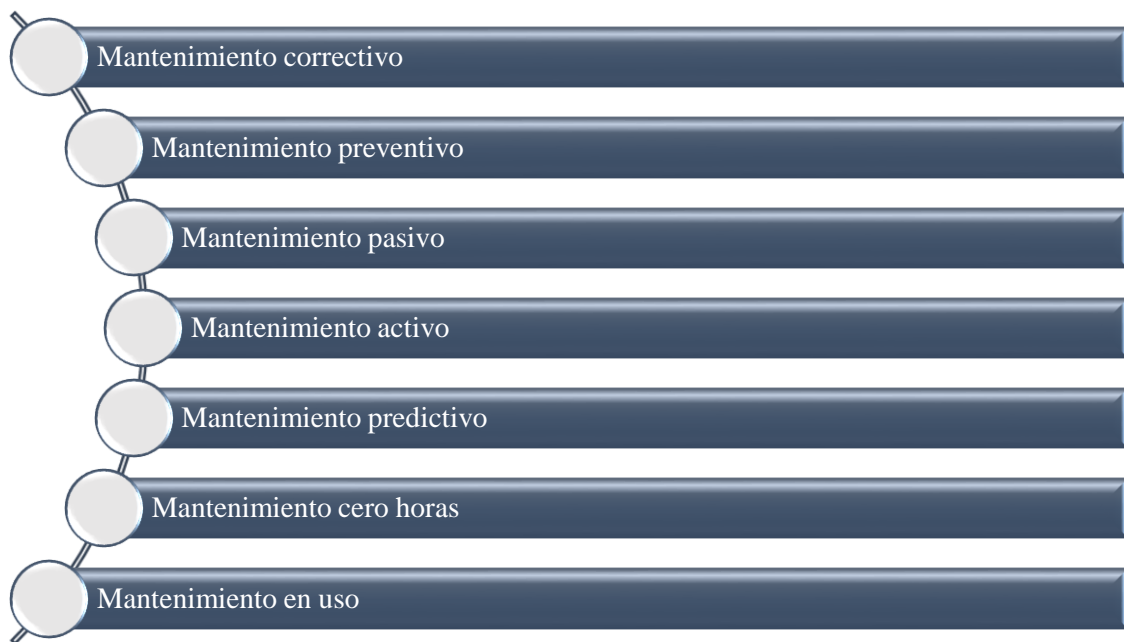 Mantenimiento correctivo
Mantenimiento preventivo
Mantenimiento pasivo
Mantenimiento activo
Mantenimiento predictivo
Mantenimiento cero horas
Mantenimiento en uso